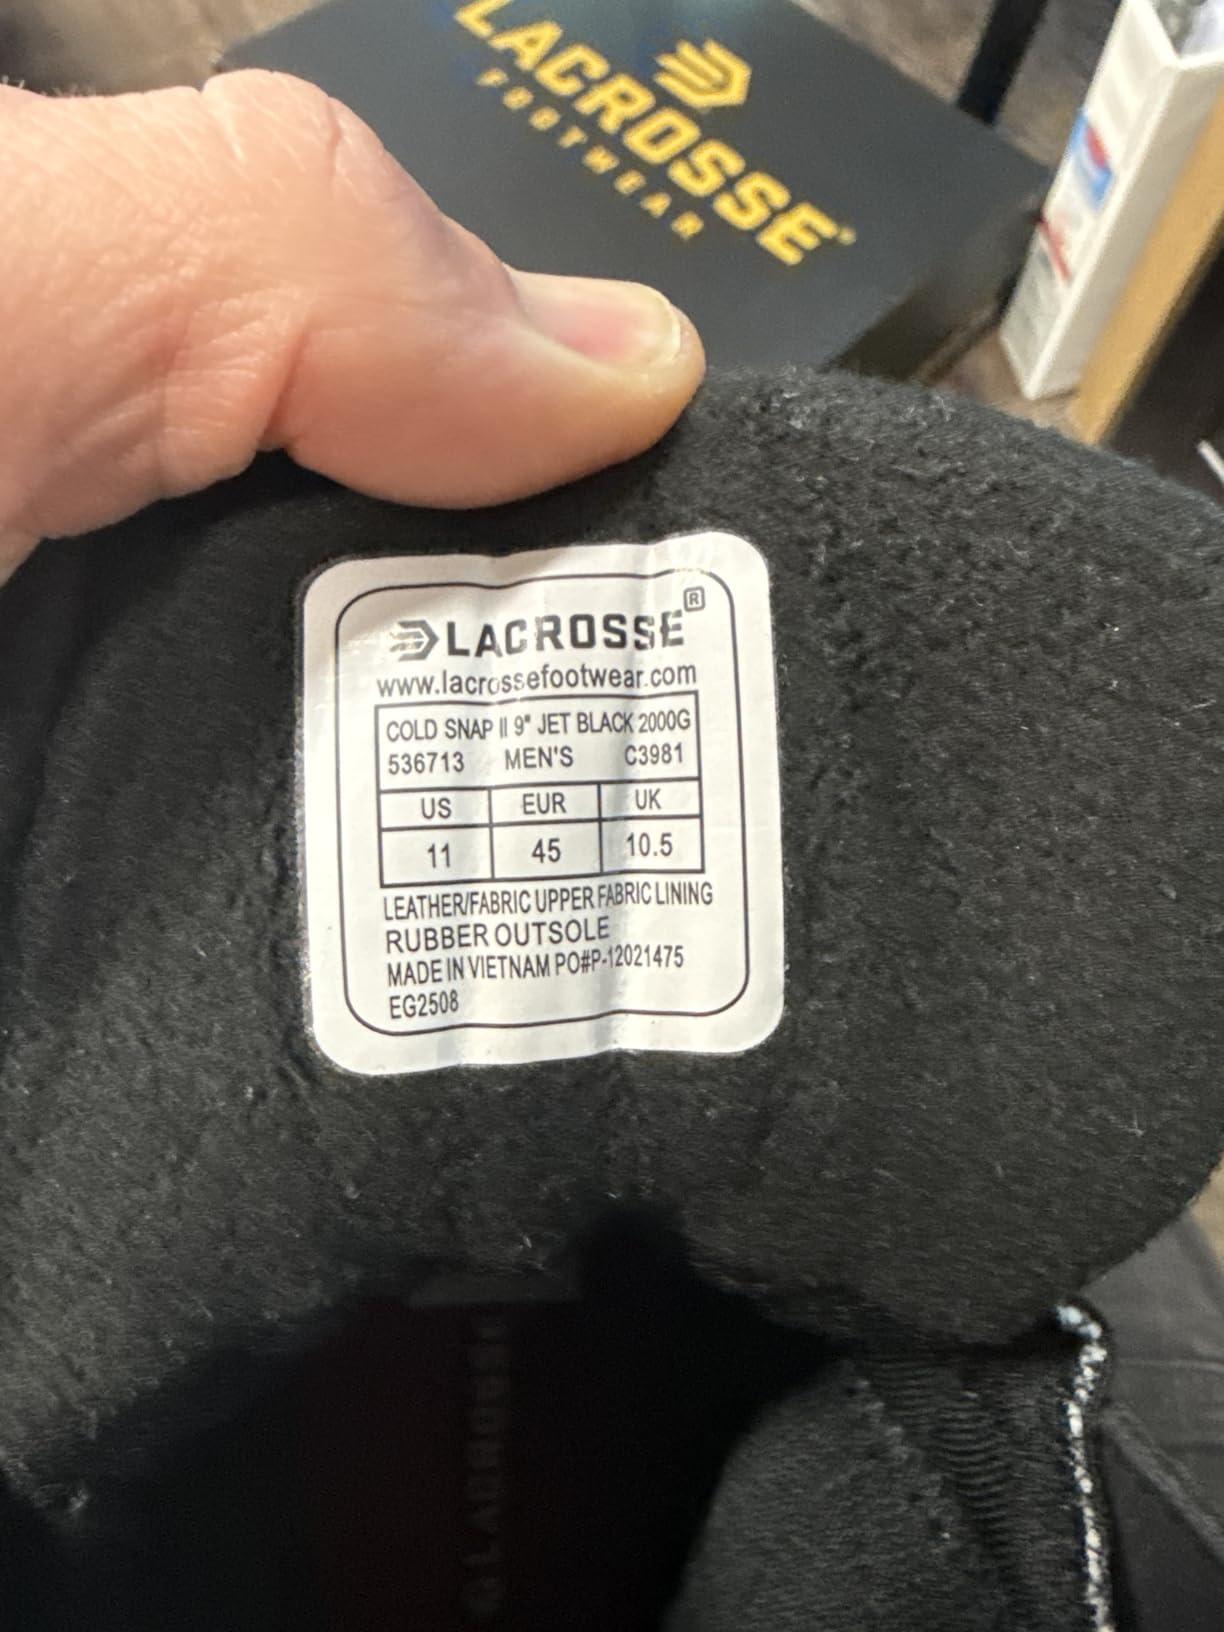 LACROSSE
FOOTWEAR
LACROSSE®
www.lacrossefootwear.com
COLD SNAP II 9" JET BLACK 2000G
536713 MEN'S C3981
US EUR UK
11 45 10.5
LEATHER/FABRIC UPPER FABRIC LINING
RUBBER OUTSOLE
MADE IN VIETNAM PO#P-12021475
EG2508
LACROSSE